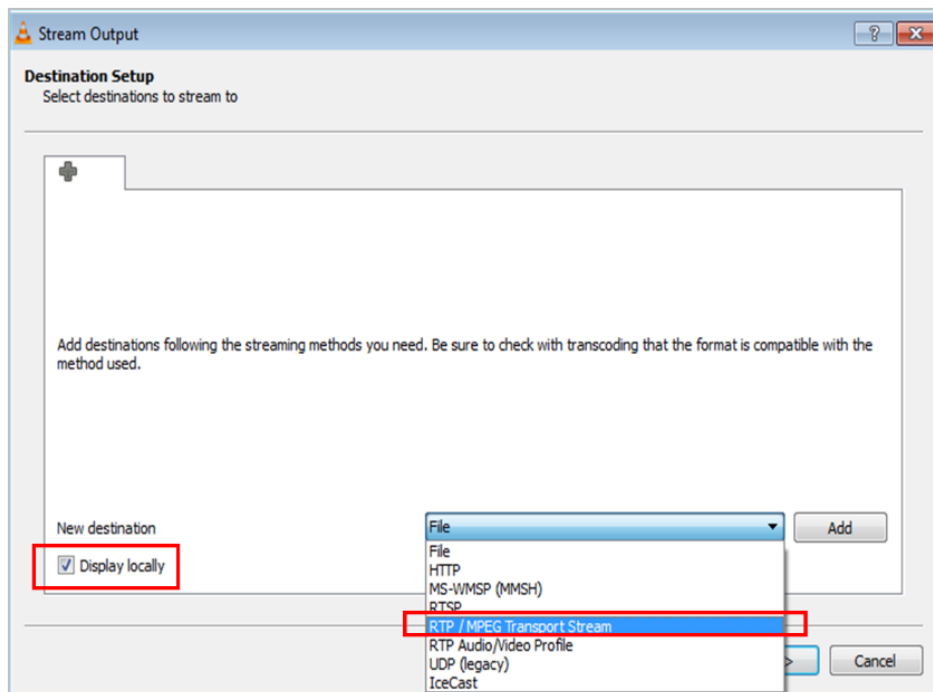 Stream Output
Destination Setup
Select destinations to stream to
Add destinations following the streaming methods you need. Be sure to check with transcoding that the format is compatible with the
method used.
New destination
File
Add
Display locally
File
HTTP
MS-WMSP (MMSH)
RTSP
RTP / MPEG Transport Stream
RTP Audio/Video Profile
UDP (legacy)
IceCast
>
Cancel